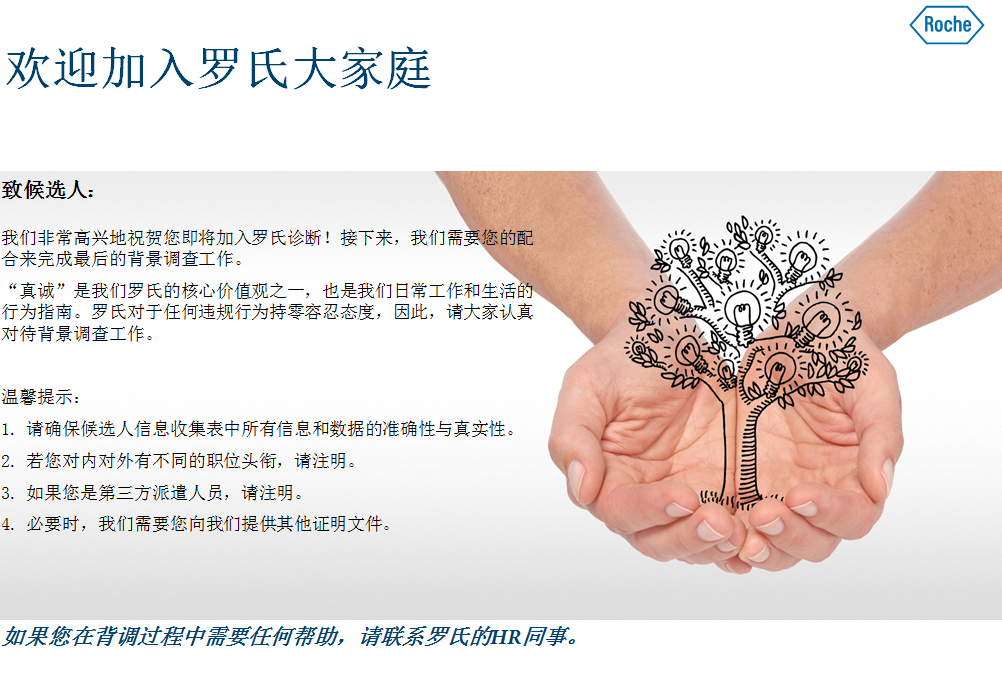 Roche
欢迎加入罗氏大家庭
致候选人：
我们非常高兴地祝贺您即将加入罗氏诊断！接下来，我们需要您的配
合来完成最后的背景调查工作。
“真诚”是我们罗氏的核心价值观之一，也是我们日常工作和生活的
行为指南。罗氏对于任何违规行为持零容忍态度，因此，请大家认真
对待背景调查工作。
温馨提示：
1. 请确保候选人信息收集表中所有信息和数据的准确性与真实性。
2. 若您对内对外有不同的职位头衔，请注明。
3. 如果您是第三方派遣人员，请注明。
4. 必要时，我们需要您向我们提供其他证明文件。
如果您在背调过程中需要任何帮助，请联系罗氏的HR同事。